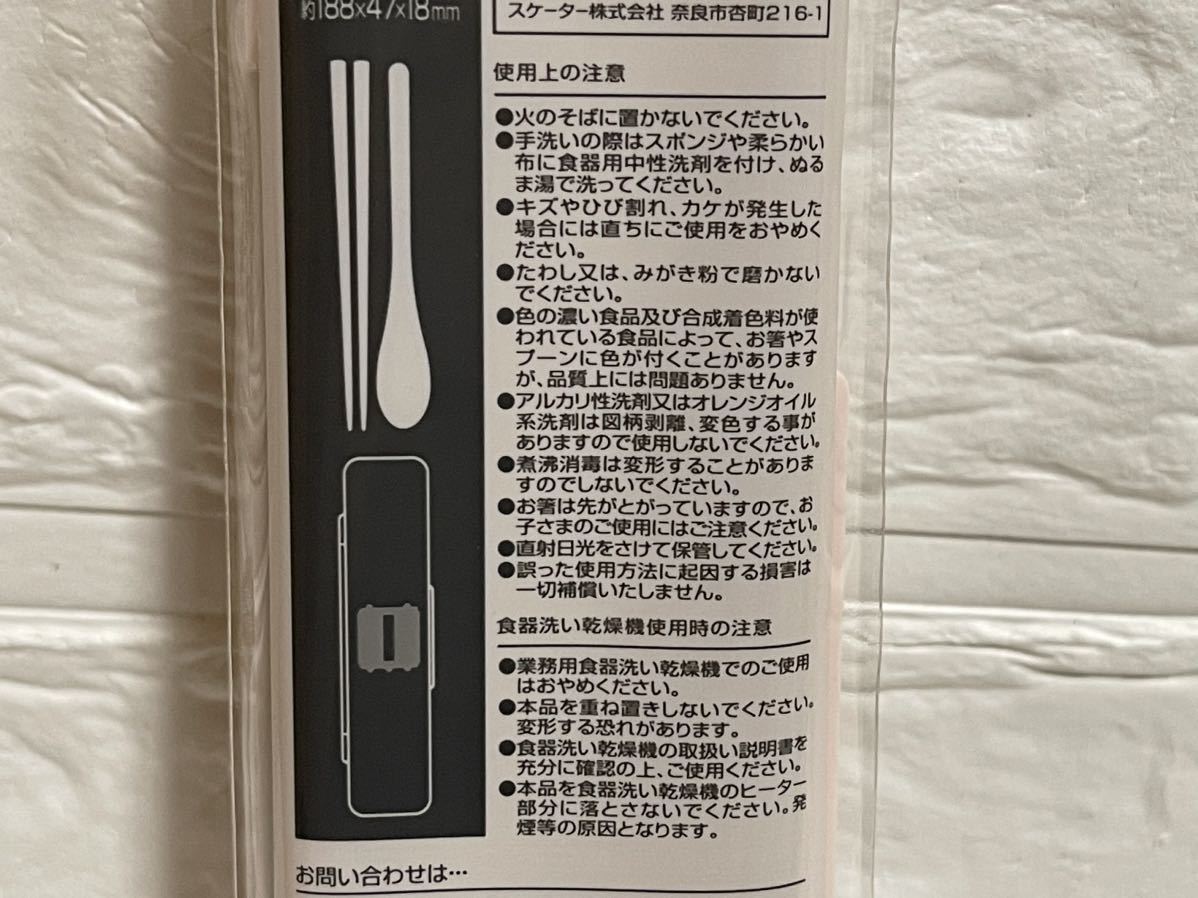 約188×47×18mm
スケーター株式会社 奈良市杏町216-1
使用上の注意
●火のそばに置かないでください。
●手洗いの際はスポンジや柔らかい
布に食器用中性洗剤を付け、ぬる
ま湯で洗ってください。
●キズやひび割れ、カケが発生した
場合には直ちにご使用をおやめく
ださい。
●たわし又は、みがき粉で磨かない
でください。
●色の濃い食品及び合成着色料が使
われている食品によって、お箸やス
プーンに色が付くことがあります
が、品質上には問題ありません。
●アルカリ性洗剤又はオレンジオイル
系洗剤は図柄剥離、変色する事が
ありますので使用しないでください。
●煮沸消毒は変形することがありま
すのでしないでください。
●お箸は先がとがっていますので、お
子さまのご使用にはご注意ください。
●直射日光をさけて保管してください。
●誤った使用方法に起因する損害は
一切補償いたしません。
食器洗い乾燥機使用時の注意
●業務用食器洗い乾燥機でのご使用
はおやめください。
●本品を重ね置きしないでください。
変形する恐れがあります。
●食器洗い乾燥機の取扱い説明書を
充分に確認の上、ご使用ください。
●本品を食器洗い乾燥機のヒーター
部分に落とさないでください。発
煙等の原因となります。
お問い合わせは…